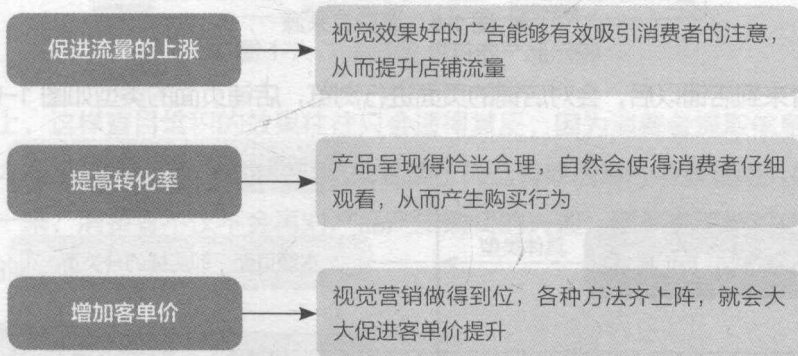 促进流量的上涨
视觉效果好的广告能够有效吸引消费者的注意，
从而提升店铺流量
提高转化率
产品呈现得恰当合理，自然会使得消费者仔细
观看，从而产生购买行为
增加客单价
视觉营销做得到位，各种方法齐上阵，就会大
大促进客单价提升